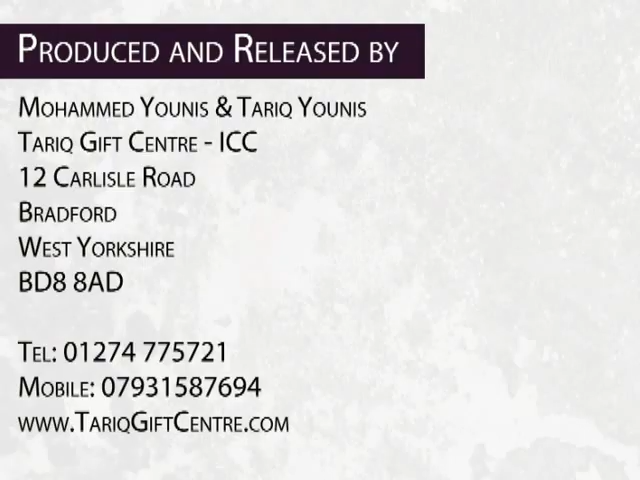 Produced and Released by
Mohammed Younis & Tariq Younis
Tariq Gift Centre - ICC
12 Carlisle Road
Bradford
West Yorkshire
BD8 8AD
Tel: 01274 775721
Mobile: 07931587694
www.TariqGiftCentre.com